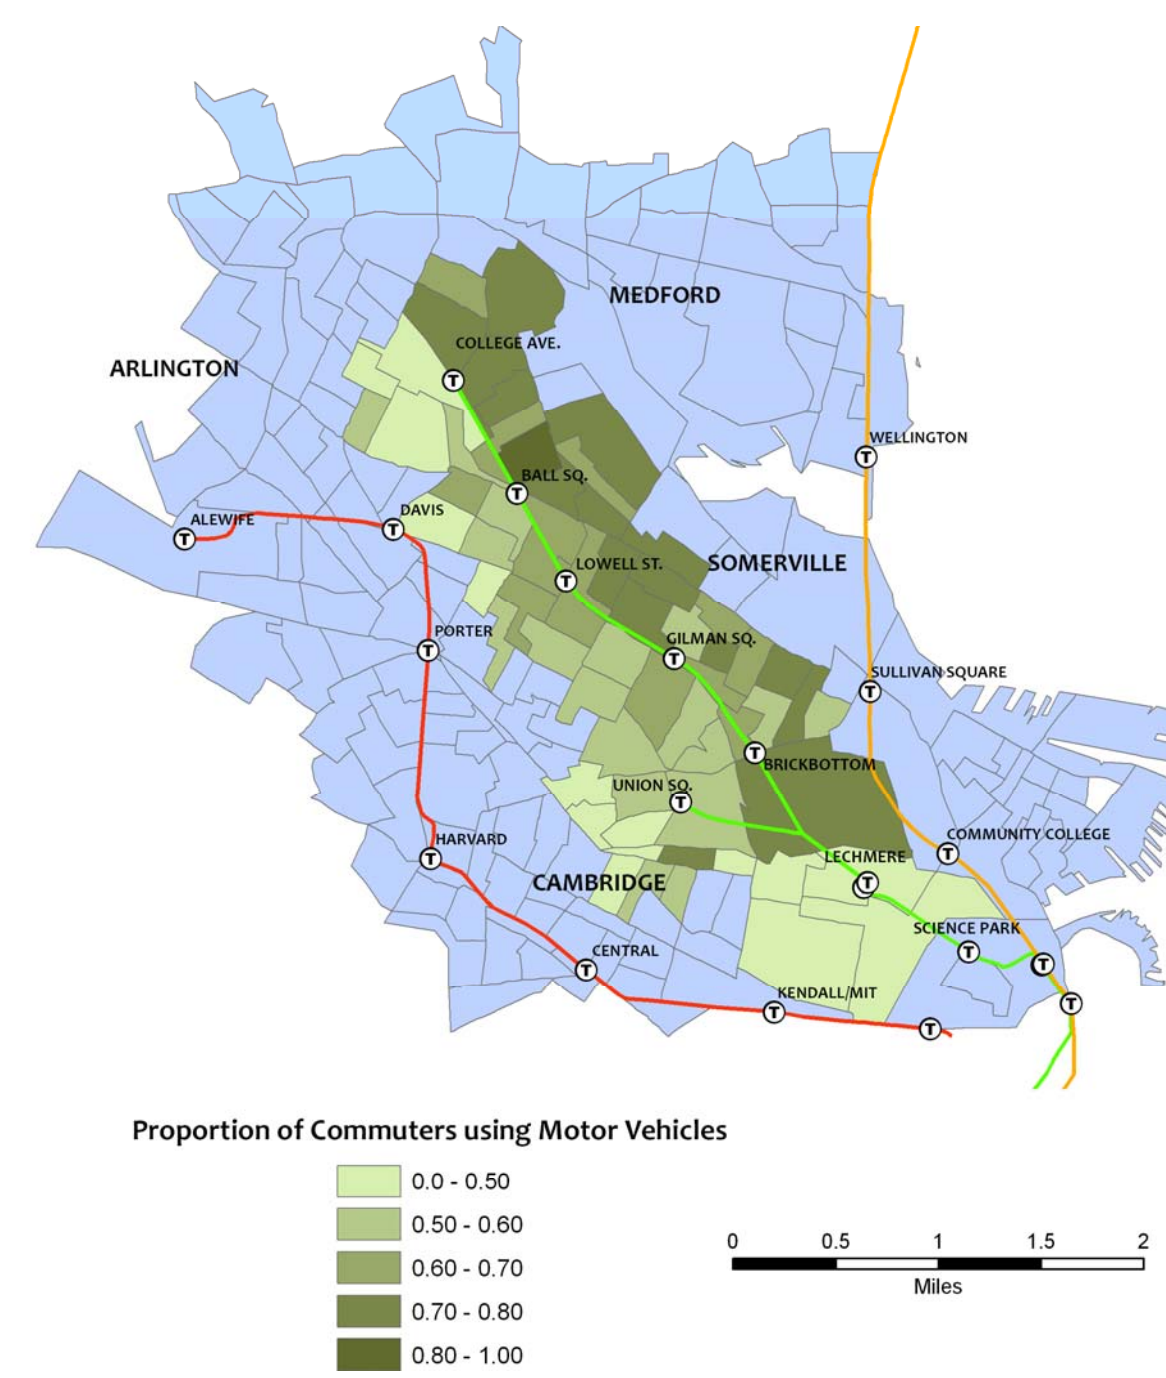 MEDFORD
COLLEGE AVE.
ARLINGTON
T
WELLINGTON
T
BALL SQ.
T
DAVIS
ALEWIFE
T
T
LOWELL ST.
SOMERVILLE
T
PORTER
GILMAN SQ.
T
T
SULLIVAN SQUARE
T
T
BRICKBOTTOM
UNION SQ.
T
COMMUNITY COLLEGE
HARVARD
T
LECHMERE
T
CAMBRIDGE
T
SCIENCE PARK
CENTRAL
T
T
T
KENDALL/MIT
T
T
T
Proportion of Commuters using Motor Vehicles
0.0 - 0.50
0.50 - 0.60
0.60 - 0.70
0.70 - 0.80
0.80 - 1.00
0 0.5 1 1.5 2
Miles